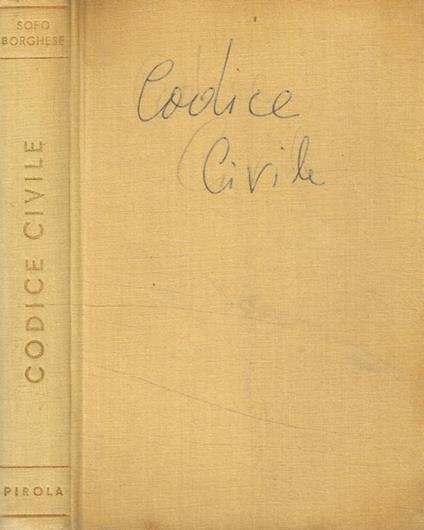 SOFO
BORGHESE
CODICE CIVILE
PIROLA
Codice
Civile